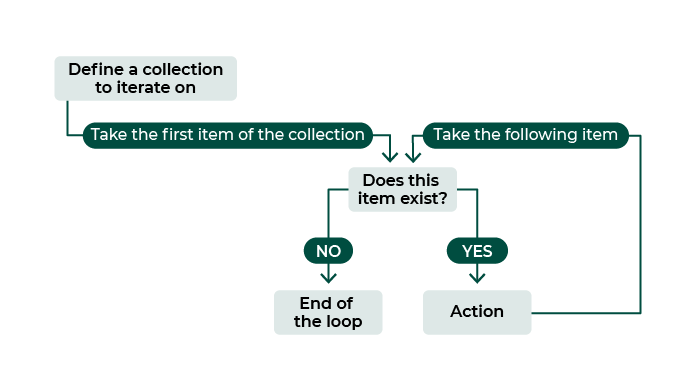 Define a collection
to iterate on
Take the first item of the collection
Take the following item
Does this
item exist?
NO
YES
End of
the loop
Action